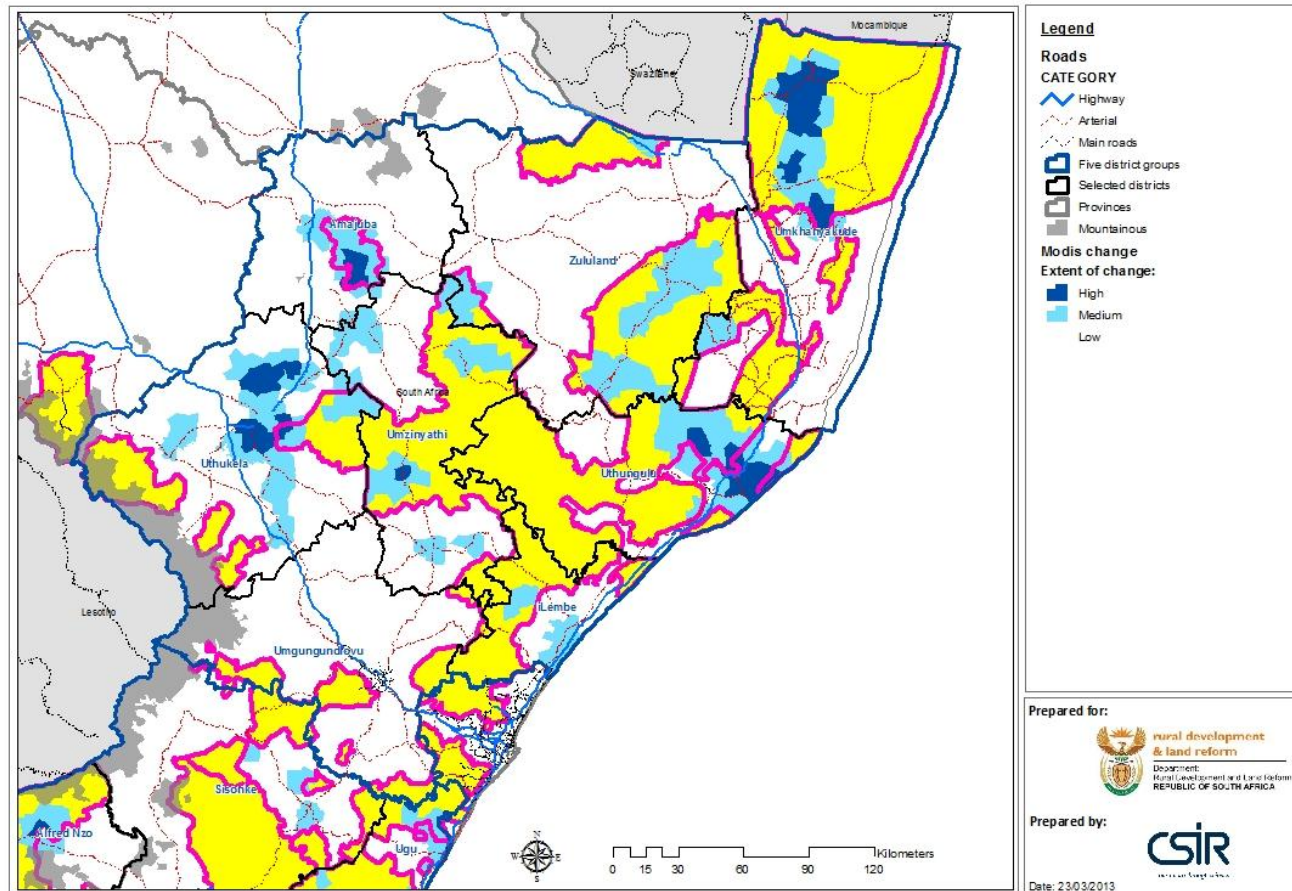 Mocambique
Swaziland
Amajuba
Umkhanyakude
Zululand
South Africa
Umzinyathi
Uthukela
Uthungulu
Lesotho
iLembe
Umgungundlovu
Sisonke
Alfred Nzo
Ugu
N
W E
S
Kilometers
0 15 30 60 90 120
Legend
Roads
CATEGORY
Highway
Arterial
Main roads
Five district groups
Selected districts
Provinces
Mountainous
Modis change
Extent of change:
High
Medium
Low
Prepared for:
rural development
& land reform
Department:
Rural Development and Land Reform
REPUBLIC OF SOUTH AFRICA
Prepared by:
CSIR
Date: 23/03/2013